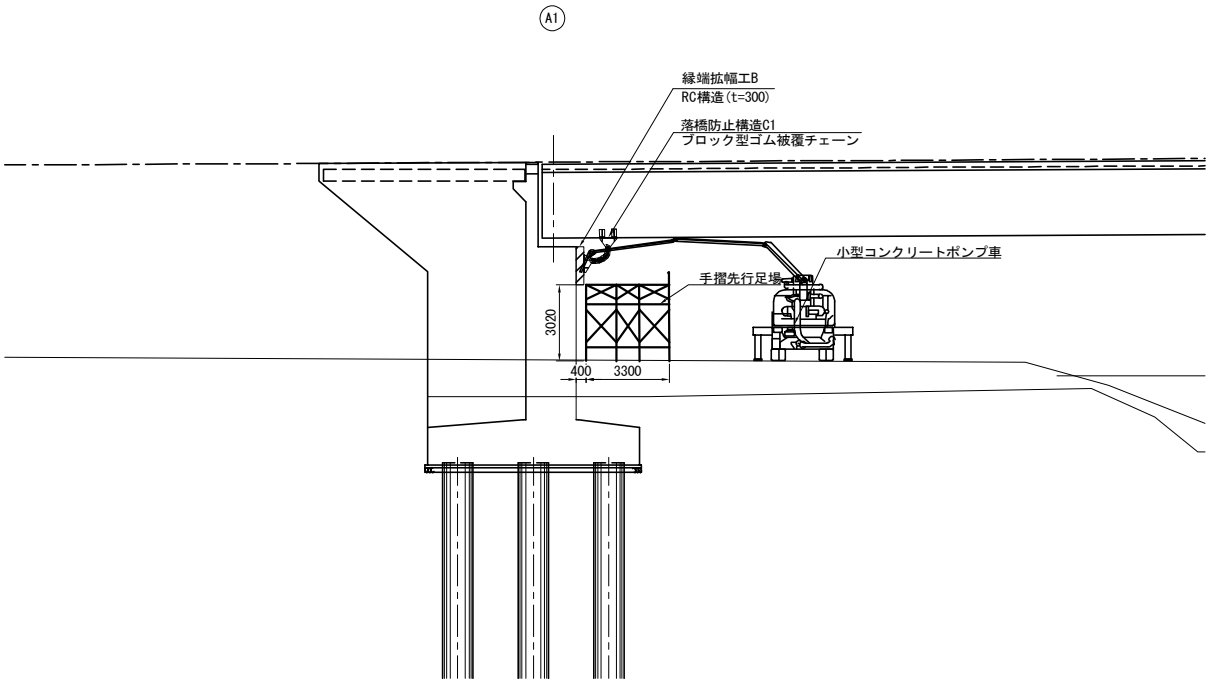 A1
縁端拡幅工B
RC構造(t=300)
落橋防止構造C1
ブロック型ゴム被覆チェーン
小型コンクリートポンプ車
手摺先行足場
3020
400
3300